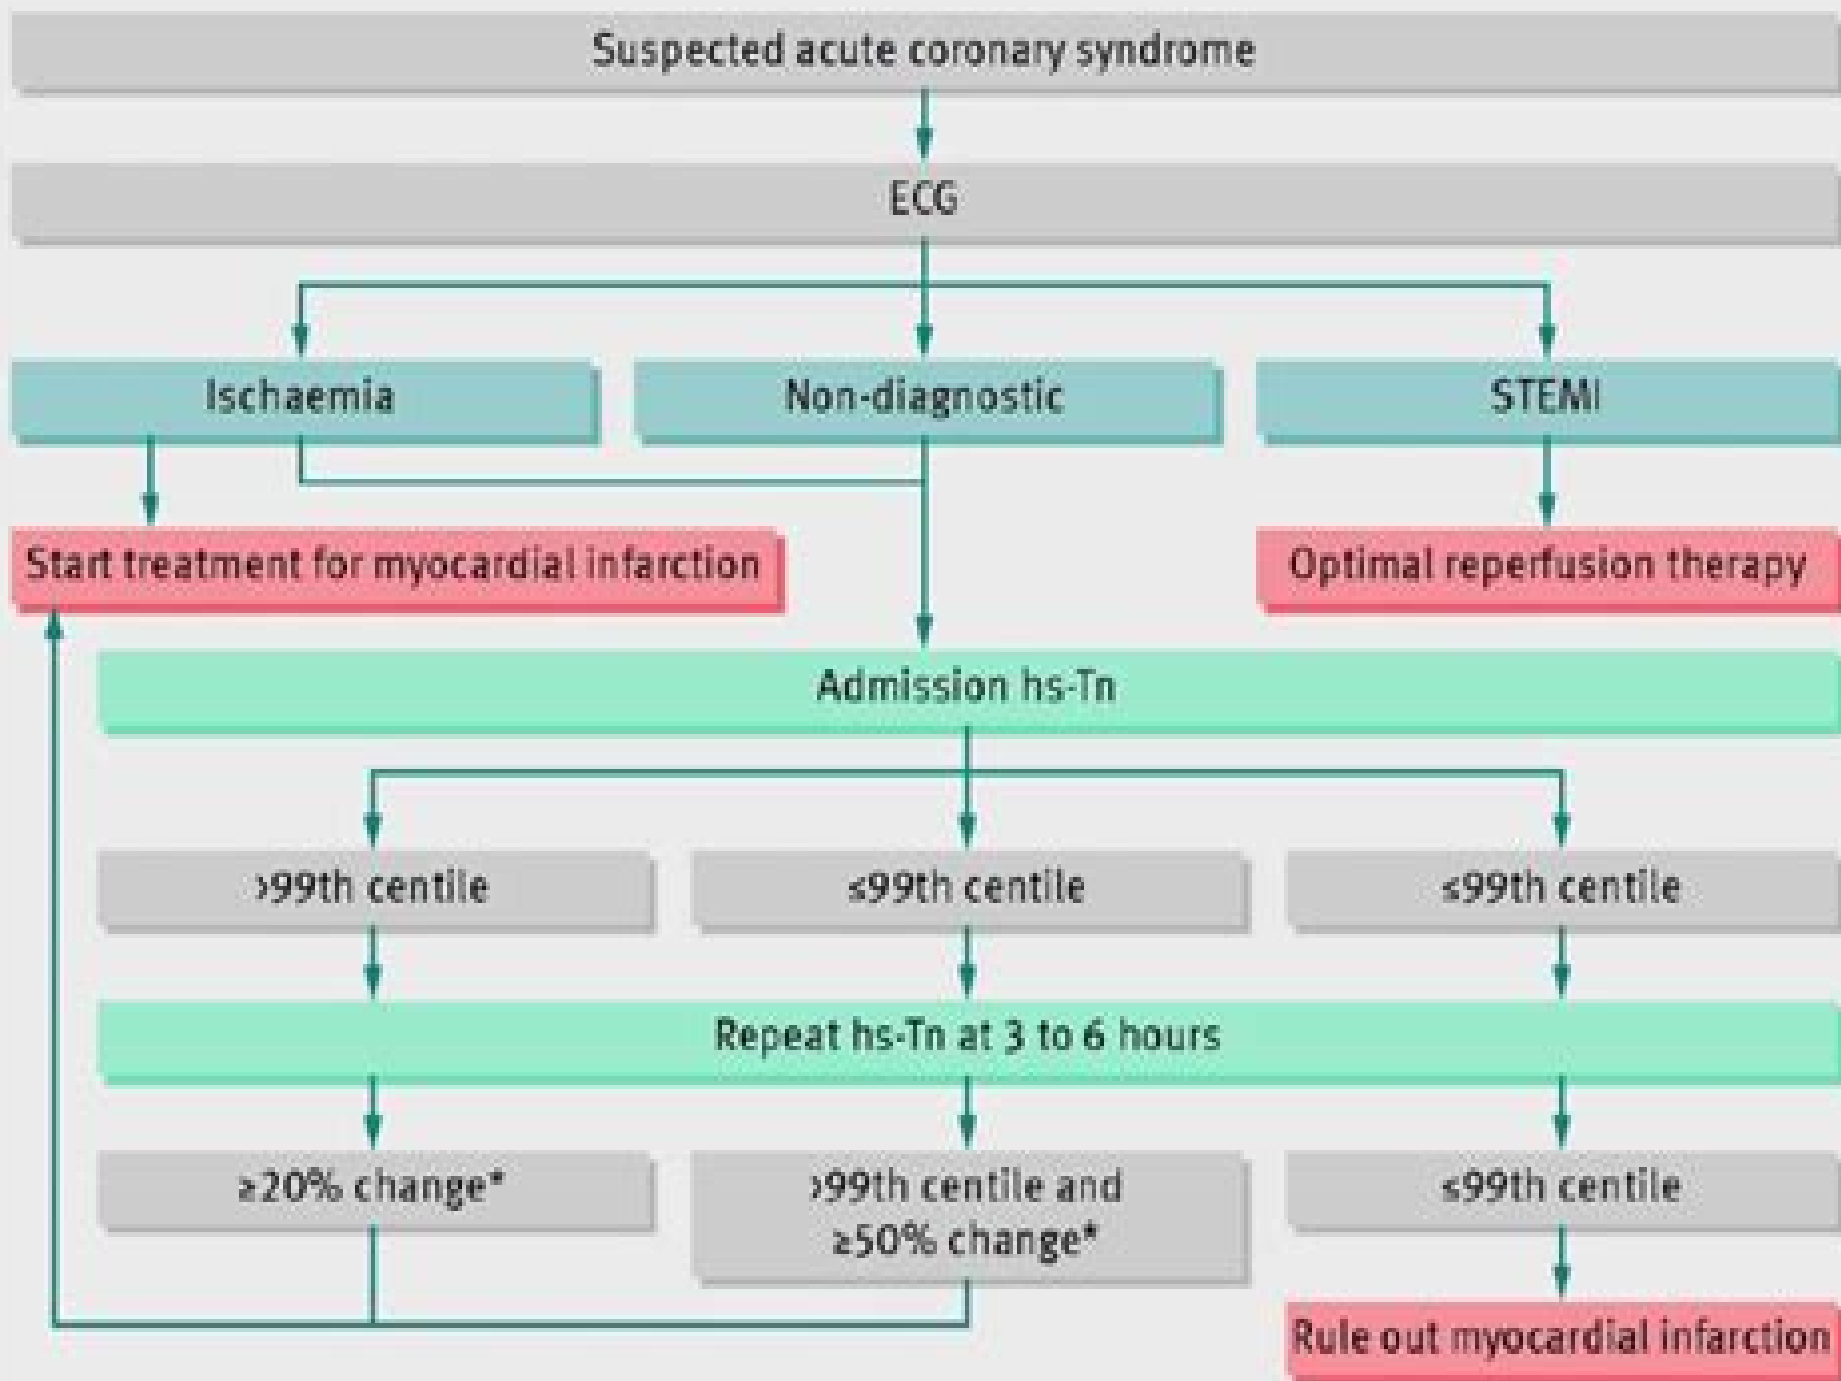 Suspected acute coronary syndrome
ECG
Ischaemia
Non-diagnostic
STEMI
Start treatment for myocardial infarction
Optimal reperfusion therapy
Admission hs-Tn
>99th centile
≤99th centile
≤99th centile
Repeat hs-Tn at 3 to 6 hours
≥20% change*
>99th centile and
≥50% change*
≤99th centile
Rule out myocardial infarction